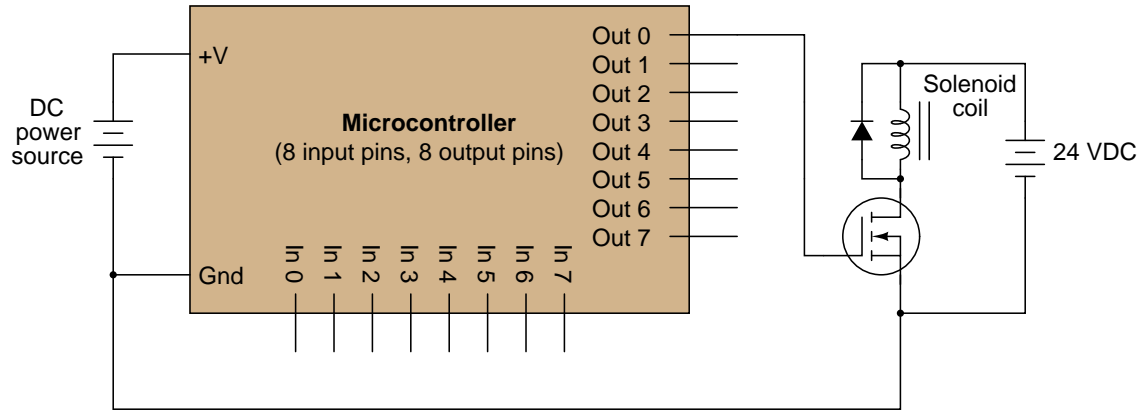 +V
Gnd
DC
power
source
Microcontroller
(8 input pins, 8 output pins)
Out 0
Out 1
Out 2
Out 3
Out 4
Out 5
Out 6
Out 7
In 0
In 1
In 2
In 3
In 4
In 5
In 6
In 7
Solenoid
coil
24 VDC